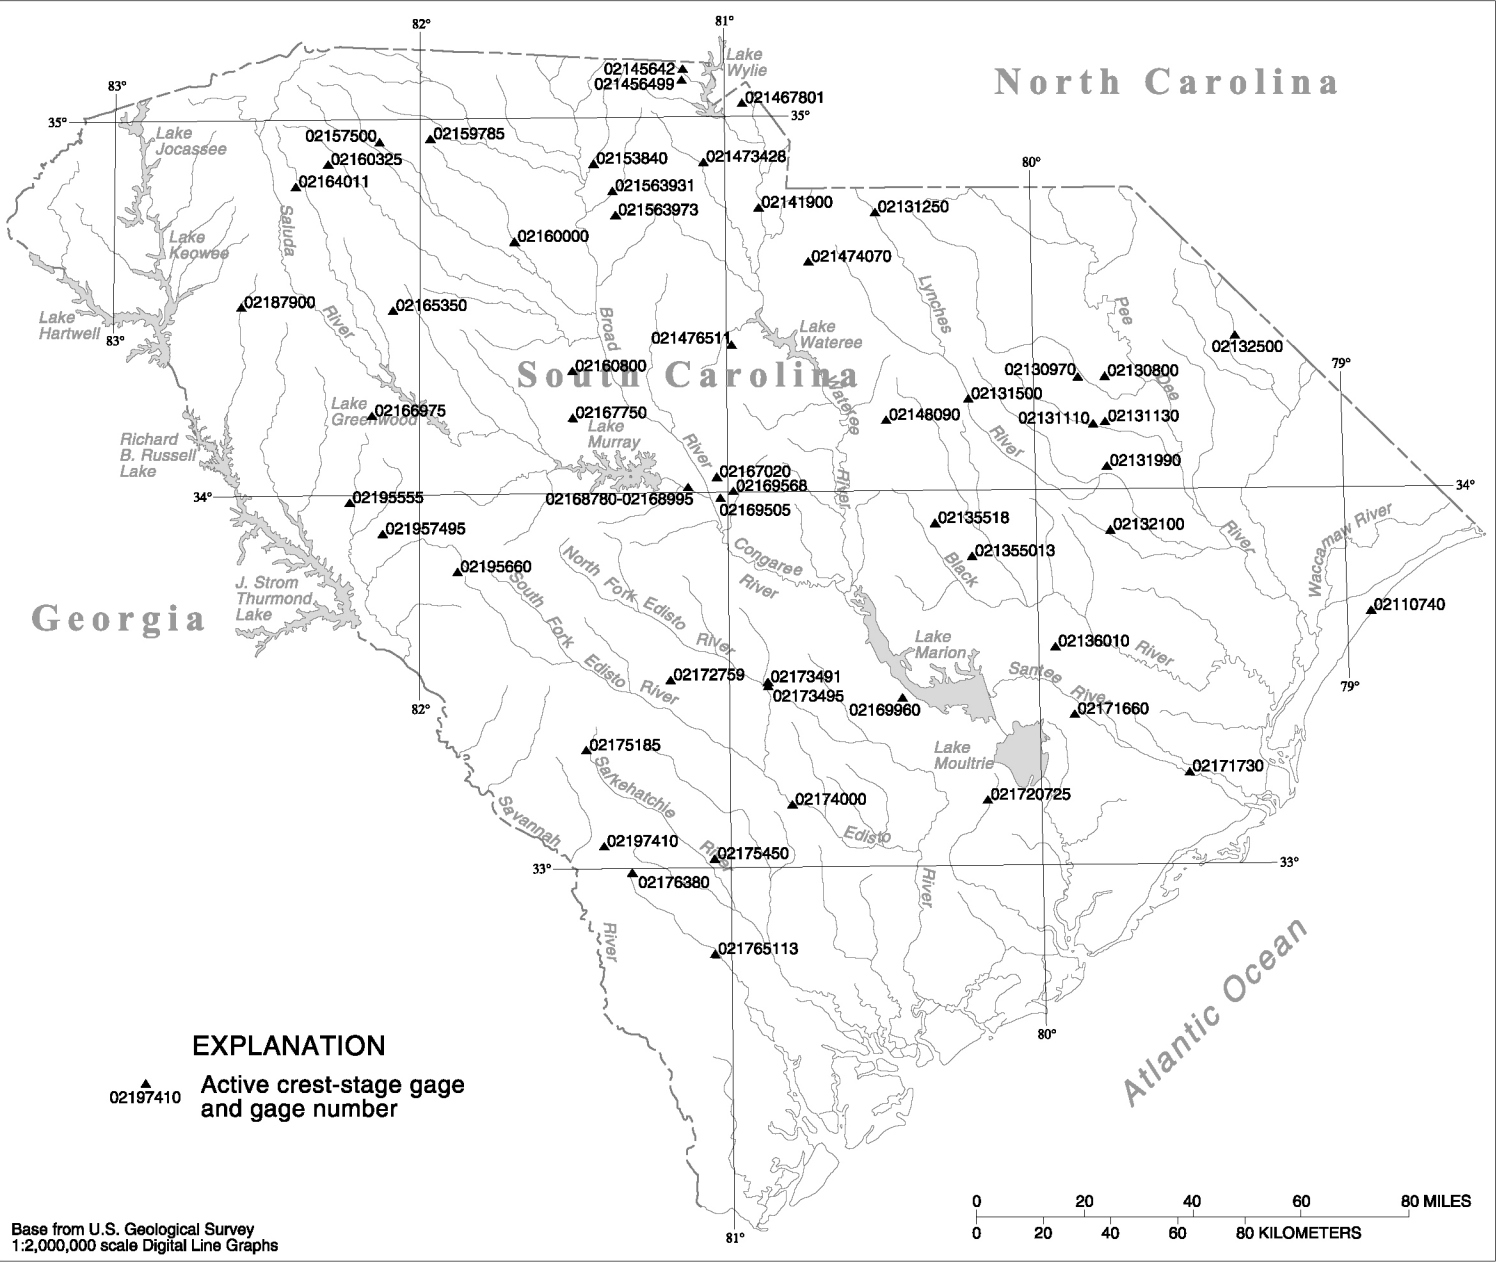 82°
81°
Lake
Wylie
02145642
021456499
North Carolina
83°
021467801
35°
35°
Lake
Jocassee
02157500
02159785
02160325
02153840
021473428
80°
02164011
021563931
02141900
02131250
021563973
Saluda
Lake
Keowee
02160000
021474070
Lynches
02187900
02165350
River
Broad
Pee
Lake
Hartwell
83°
021476511
Lake
Wateree
02132500
79°
South Carolina
02160800
02130970
02130800
Dee
Wateree
02131500
Lake
Greenwood
02166975
02167750
02148090
02131110
02131130
Lake
Murray
Richard
B. Russell
Lake
River
River
02131990
02167020
02169568
River
34°
34°
02195555
02168780-02168995
02169505
02135518
02132100
River
Waccamaw River
021957495
021355013
Congaree
River
Black
02195660
North Fork Edisto River
South Fork Edisto River
J. Strom
Thurmond
Lake
Georgia
02110740
Lake
Marion
02136010
River
Santee River
02172759
02173491
02173495
79°
82°
02169960
02171660
02175185
Lake
Moultrie
02171730
Salkehatchie
River
02174000
021720725
Savannah
Edisto
02197410
02175450
33°
33°
02176380
River
River
021765113
Atlantic Ocean
80°
EXPLANATION
02197410
Active crest-stage gage
and gage number
0 20 40 60 80 MILES
0 20 40 60 80 KILOMETERS
Base from U.S. Geological Survey
1:2,000,000 scale Digital Line Graphs
81°